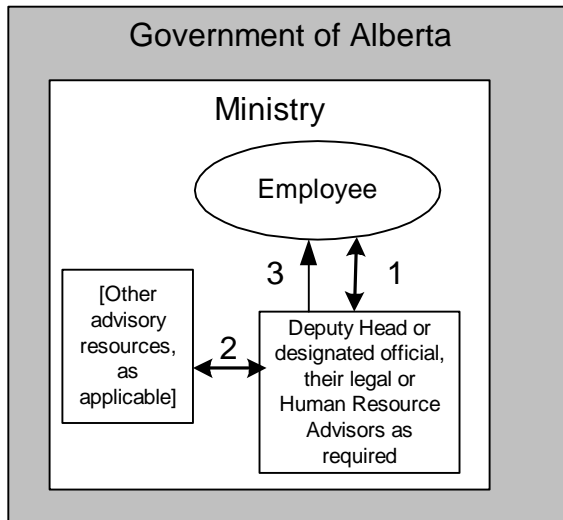 Government of Alberta
Ministry
Employee
3
1
[Other
advisory
resources,
as
applicable]
2
Deputy Head or
designated official,
their legal or
Human Resource
Advisors as
required